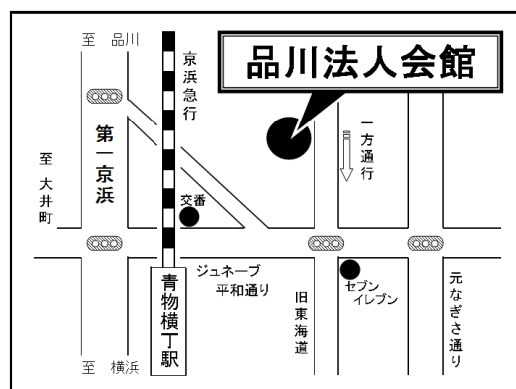 至 品川
京浜急行
品川法人会館
第一京浜
一方通行
至 大井町
交番
ジュネーブ
平和通り
青物横丁駅
旧東海道
セブン
イレブン
元なぎさ通り
至 横浜